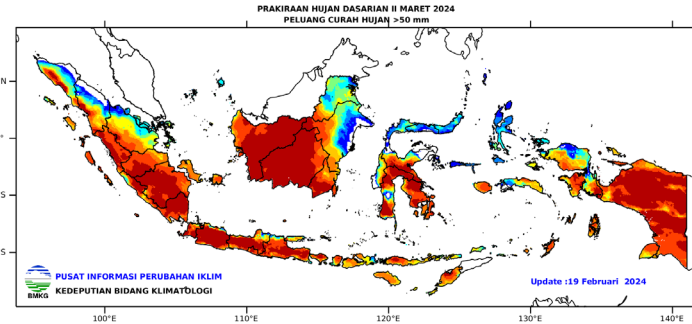 PRAKIRAAN HUJAN DASARIAN II MARET 2024
PELUANG CURAH HUJAN >50 mm
N
°
S
S
PUSAT INFORMASI PERUBAHAN IKLIM
KEDEPUTIAN BIDANG KLIMATOLOGI
BMKG
Update :19 Februari 2024
100°E
110°E
120°E
130°E
140°E